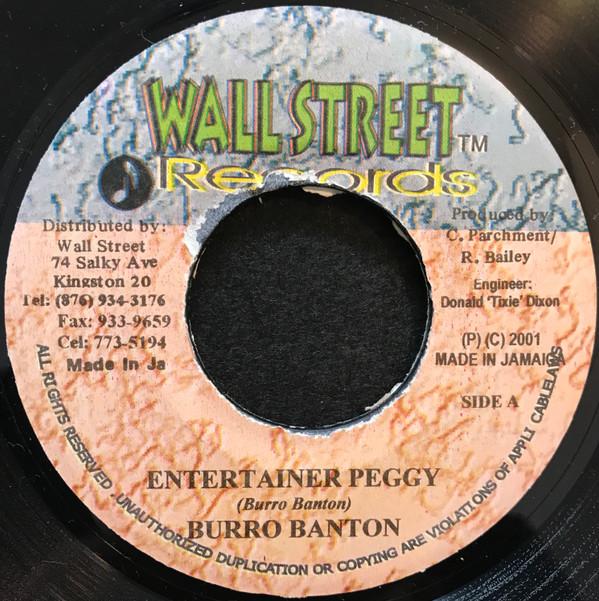 WALL STREET TM
Records
Distributed by:
Wall Street
74 Salky Ave
Kingston 20
Tel: (876) 934-3176
Fax: 933-9659
Cel: 773-5194
Made In Ja
Produced by:
C. Parchment/
R. Bailey
Engineer:
Donald 'Tixie' Dixon
(P) (C) 2001
MADE IN JAMAICA
SIDE A
ENTERTAINER PEGGY
(Burro Banton)
BURRO BANTON
ALL RIGHTS RESERVED . UNAUTHORIZED DUPLICATION OR COPYING ARE VIOLATIONS OF APPLI CABLELAWS